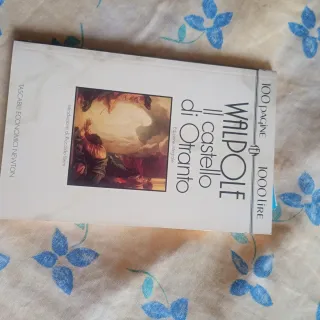 100 PAGINE 1000 LIRE
WALPOLE
Il castello
di Otranto
TASCABILI ECONOMICI NEWTON